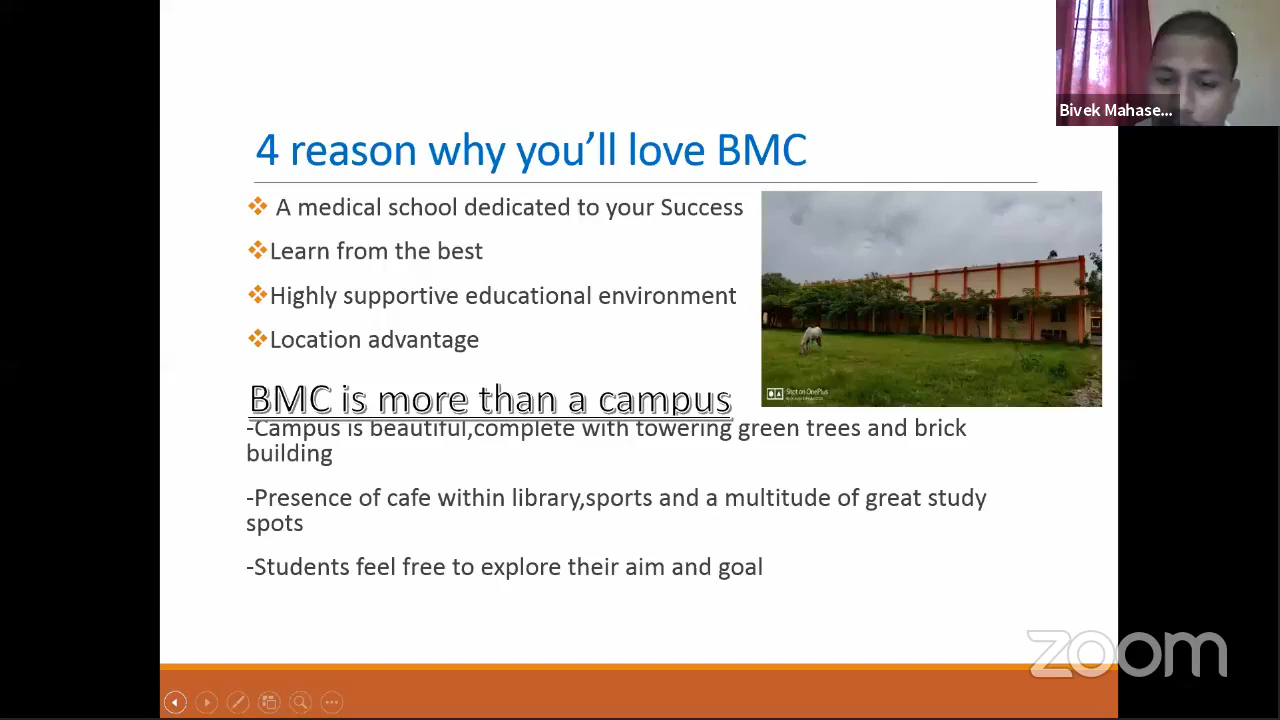 Bivek Mahase...
4 reason why you'll love BMC
A medical school dedicated to your Success
Learn from the best
Highly supportive educational environment
Location advantage
Shot on OnePlus
BMC is more than a campus
-Campus is beautiful,complete with towering green trees and brick
building
-Presence of cafe within library,sports and a multitude of great study
spots
-Students feel free to explore their aim and goal
zoom